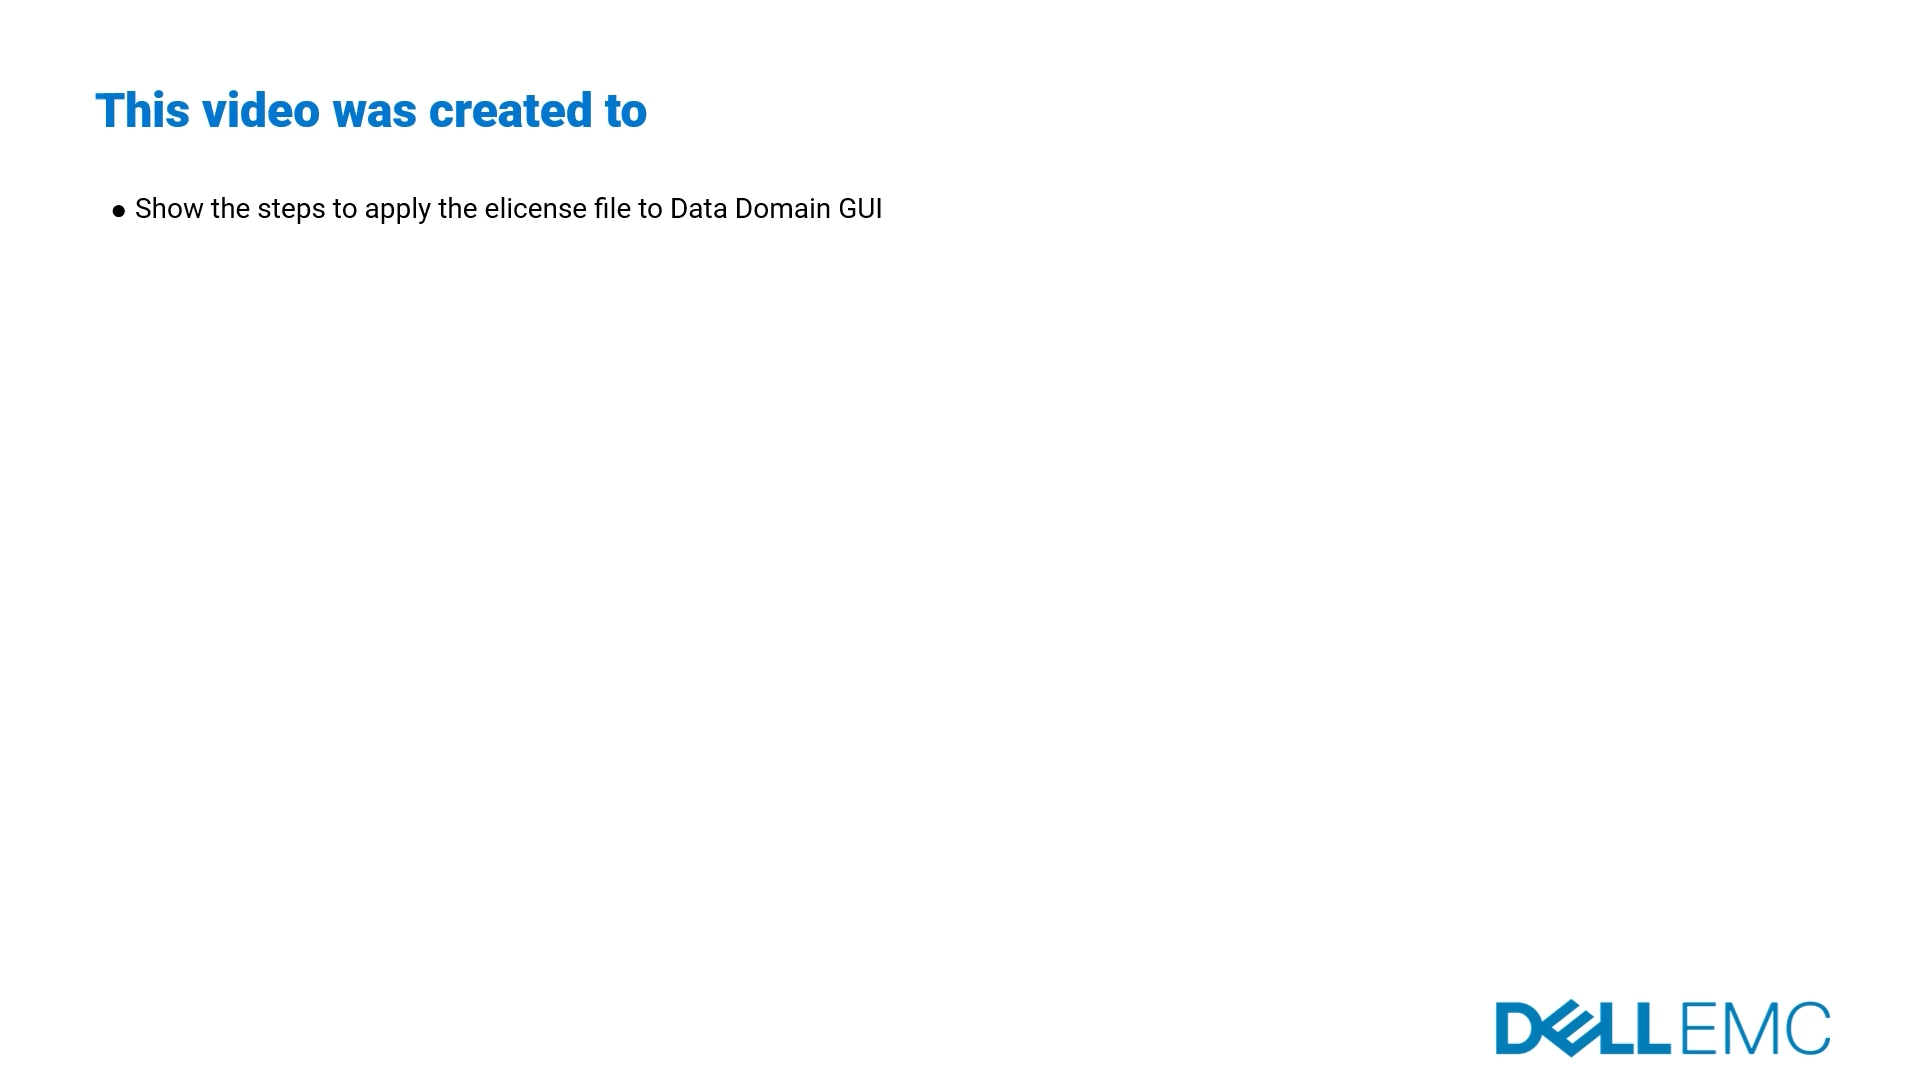 This video was created to
● Show the steps to apply the elicense file to Data Domain GUI
DELLEMC